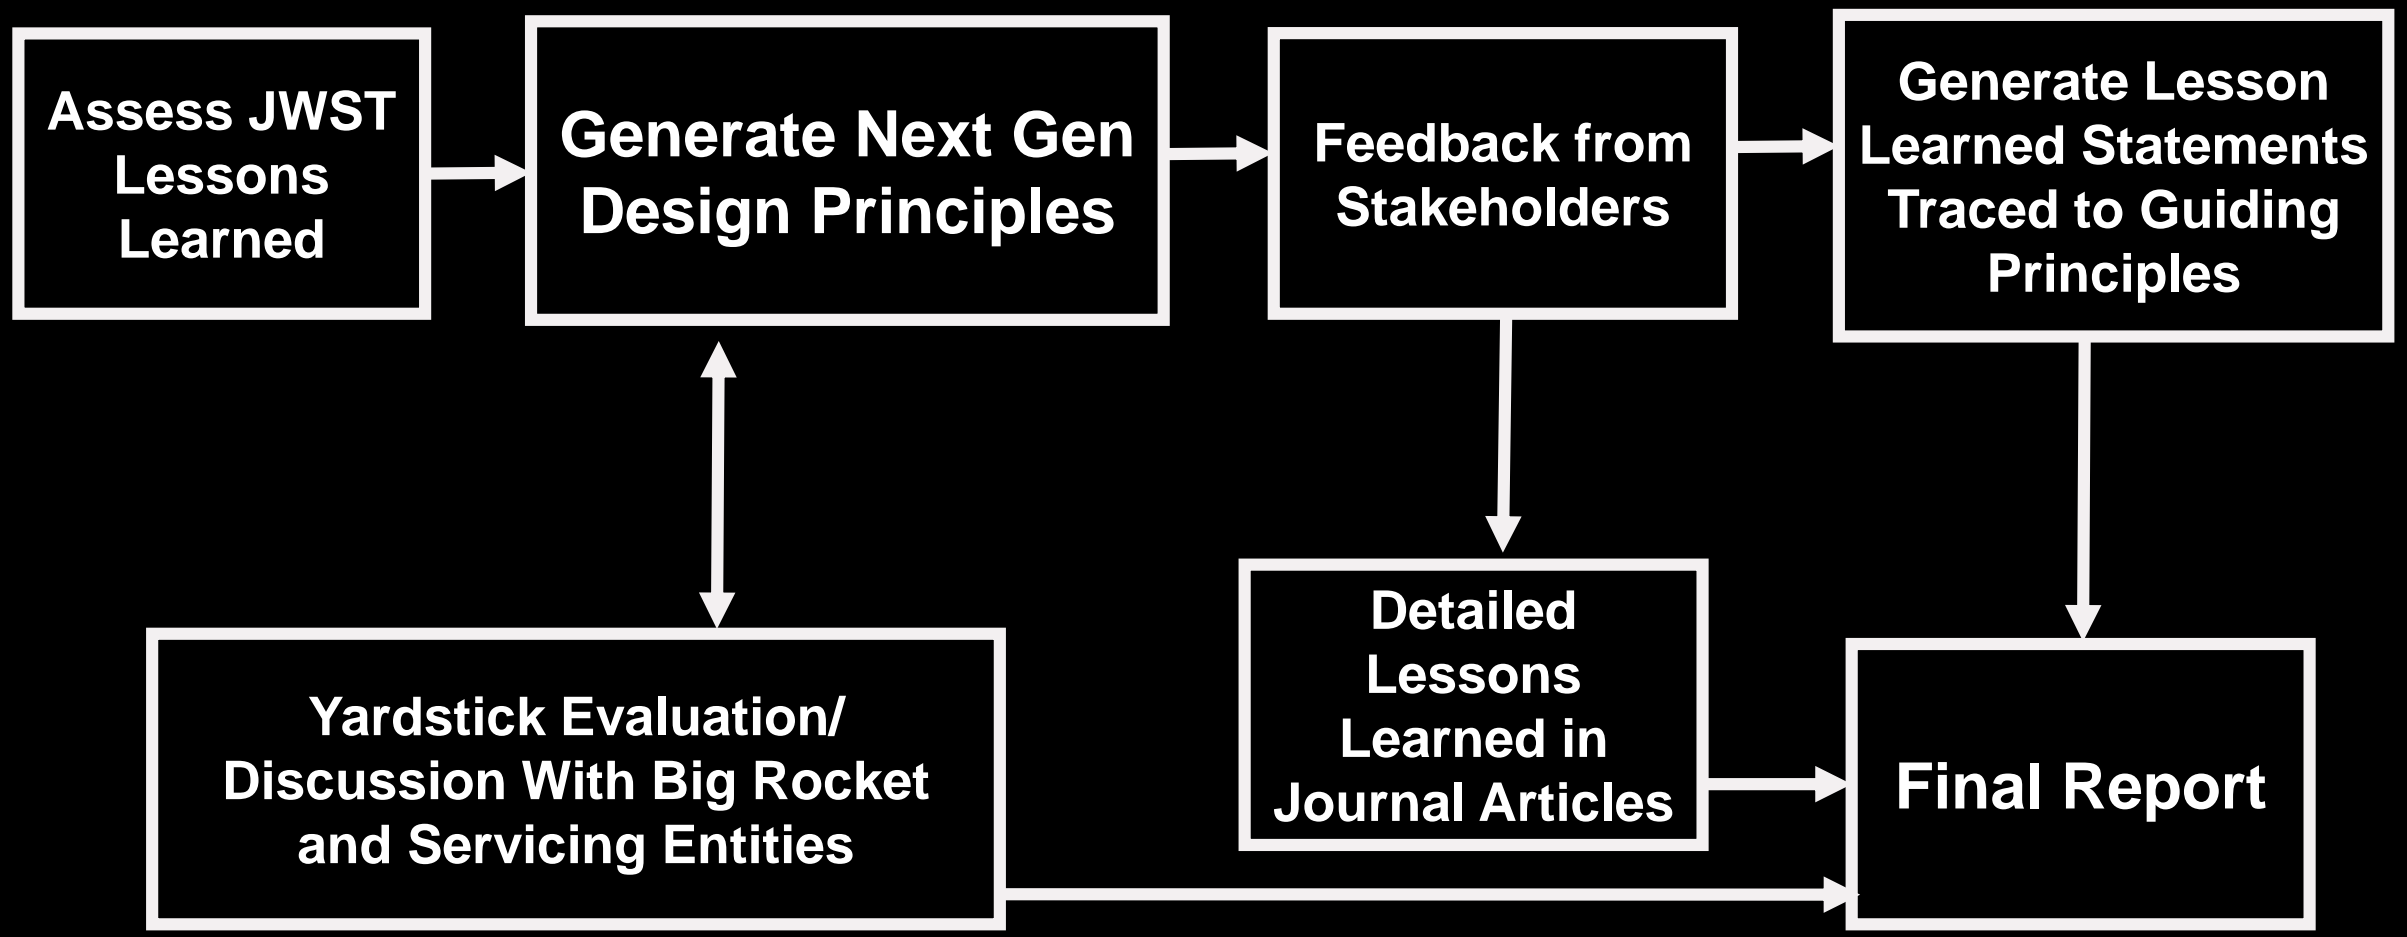 Assess JWST
Lessons
Learned
Generate Next Gen
Design Principles
Feedback from
Stakeholders
Generate Lesson
Learned Statements
Traced to Guiding
Principles
Yardstick Evaluation/
Discussion With Big Rocket
and Servicing Entities
Detailed
Lessons
Learned in
Journal Articles
Final Report